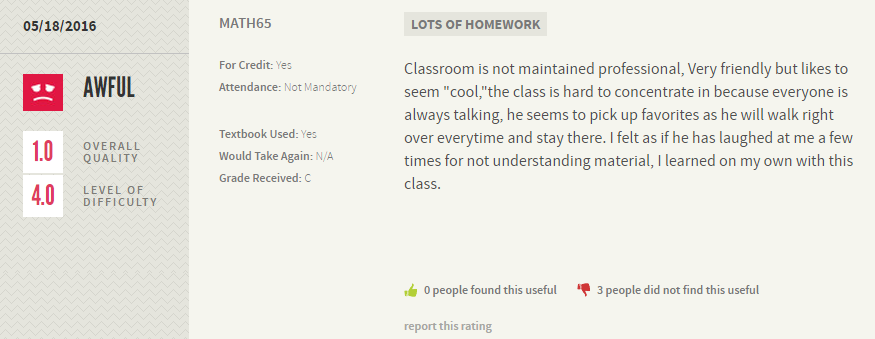 05/18/2016
AWFUL
1.0 OVERALL
QUALITY
4.0 LEVEL OF
DIFFICULTY
MATH65
For Credit: Yes
Attendance: Not Mandatory
Textbook Used: Yes
Would Take Again: N/A
Grade Received: C
LOTS OF HOMEWORK
Classroom is not maintained professional, Very friendly but likes to
seem "cool,"the class is hard to concentrate in because everyone is
always talking, he seems to pick up favorites as he will walk right
over everytime and stay there. I felt as if he has laughed at me a few
times for not understanding material, I learned on my own with this
class.
0 people found this useful 3 people did not find this useful
report this rating